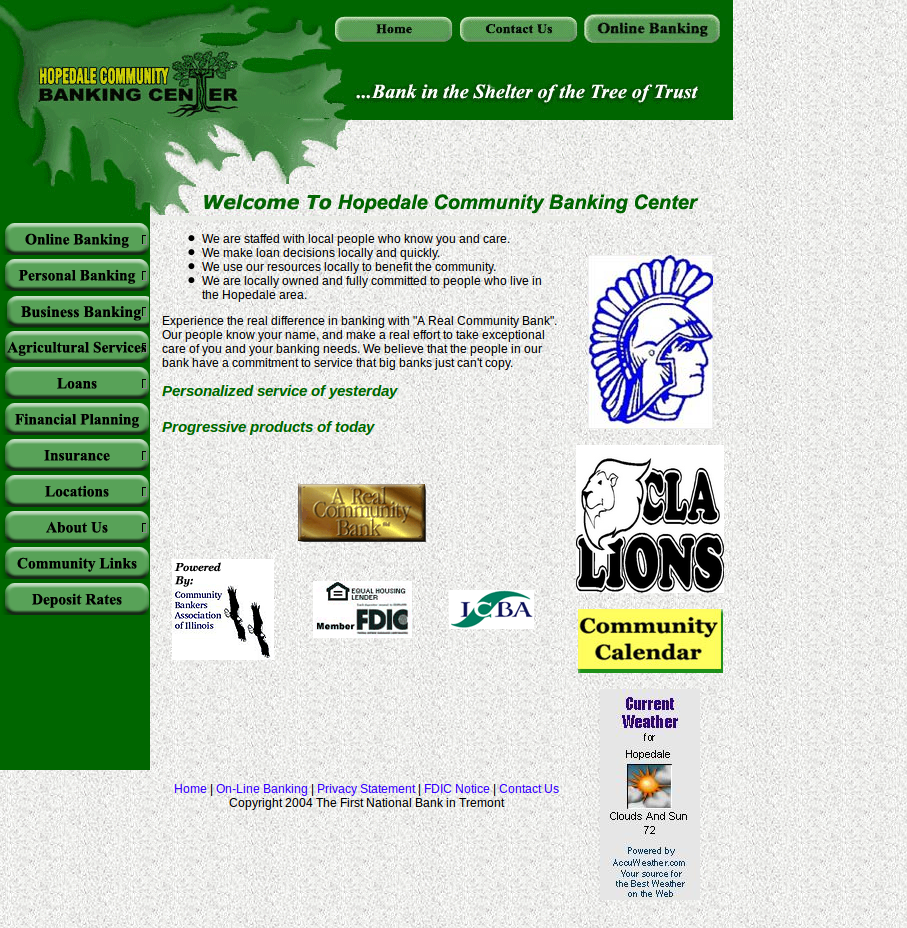 Home
Contact Us
Online Banking
HOPEDALE COMMUNITY
BANKING CENTER
...Bank in the Shelter of the Tree of Trust
Welcome To Hopedale Community Banking Center
Online Banking
Personal Banking
Business Banking
Agricultural Services
Loans
Financial Planning
Insurance
Locations
About Us
Community Links
Deposit Rates
We are staffed with local people who know you and care.
We make loan decisions locally and quickly.
We use our resources locally to benefit the community.
We are locally owned and fully committed to people who live in
the Hopedale area.
Experience the real difference in banking with "A Real Community Bank".
Our people know your name, and make a real effort to take exceptional
care of you and your banking needs. We believe that the people in our
bank have a commitment to service that big banks just can't copy.
Personalized service of yesterday
Progressive products of today
A Real
Community
Bank
Powered
By:
Community
Bankers
Association
of Illinois
EQUAL HOUSING
LENDER
Member FDIC
ICBA
CLA
LIONS
Community
Calendar
Current
Weather
for
Hopedale
Clouds And Sun
72
Powered by
AccuWeather.com
Your source for
the Best Weather
on the Web
Home | On-Line Banking | Privacy Statement | FDIC Notice | Contact Us
Copyright 2004 The First National Bank in Tremont